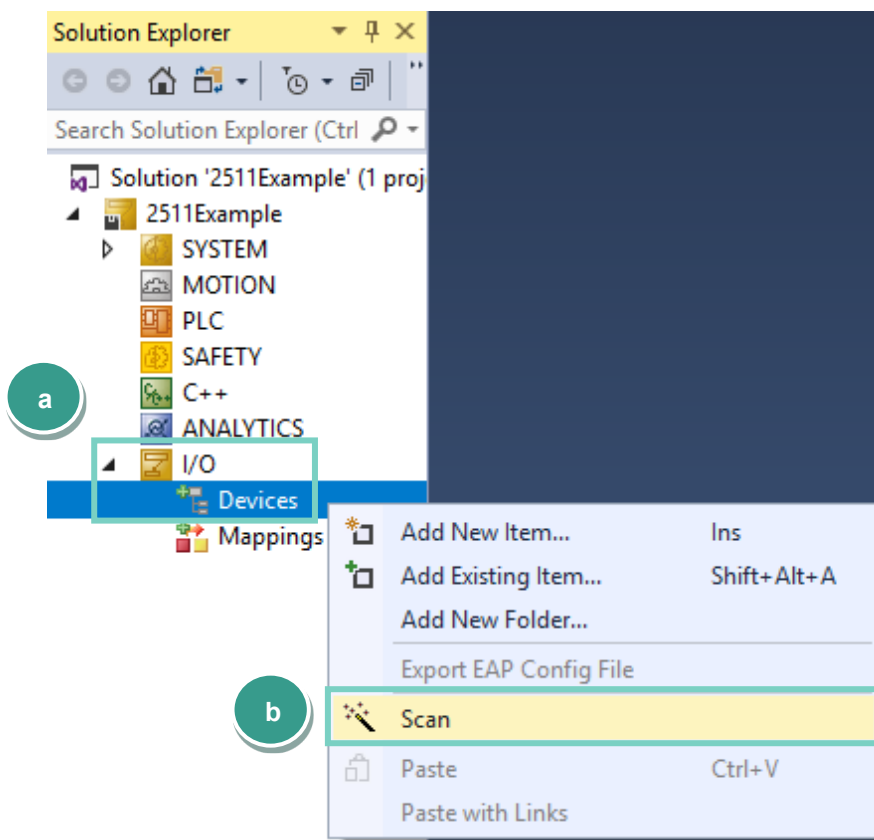 Solution Explorer
Search Solution Explorer (Ctrl
Solution '2511Example' (1 proj
2511Example
SYSTEM
MOTION
PLC
SAFETY
C++
a
ANALYTICS
I/O
Devices
Mappings
Add New Item... Ins
Add Existing Item... Shift+Alt+A
Add New Folder...
Export EAP Config File
b
Scan
Paste Ctrl+V
Paste with Links